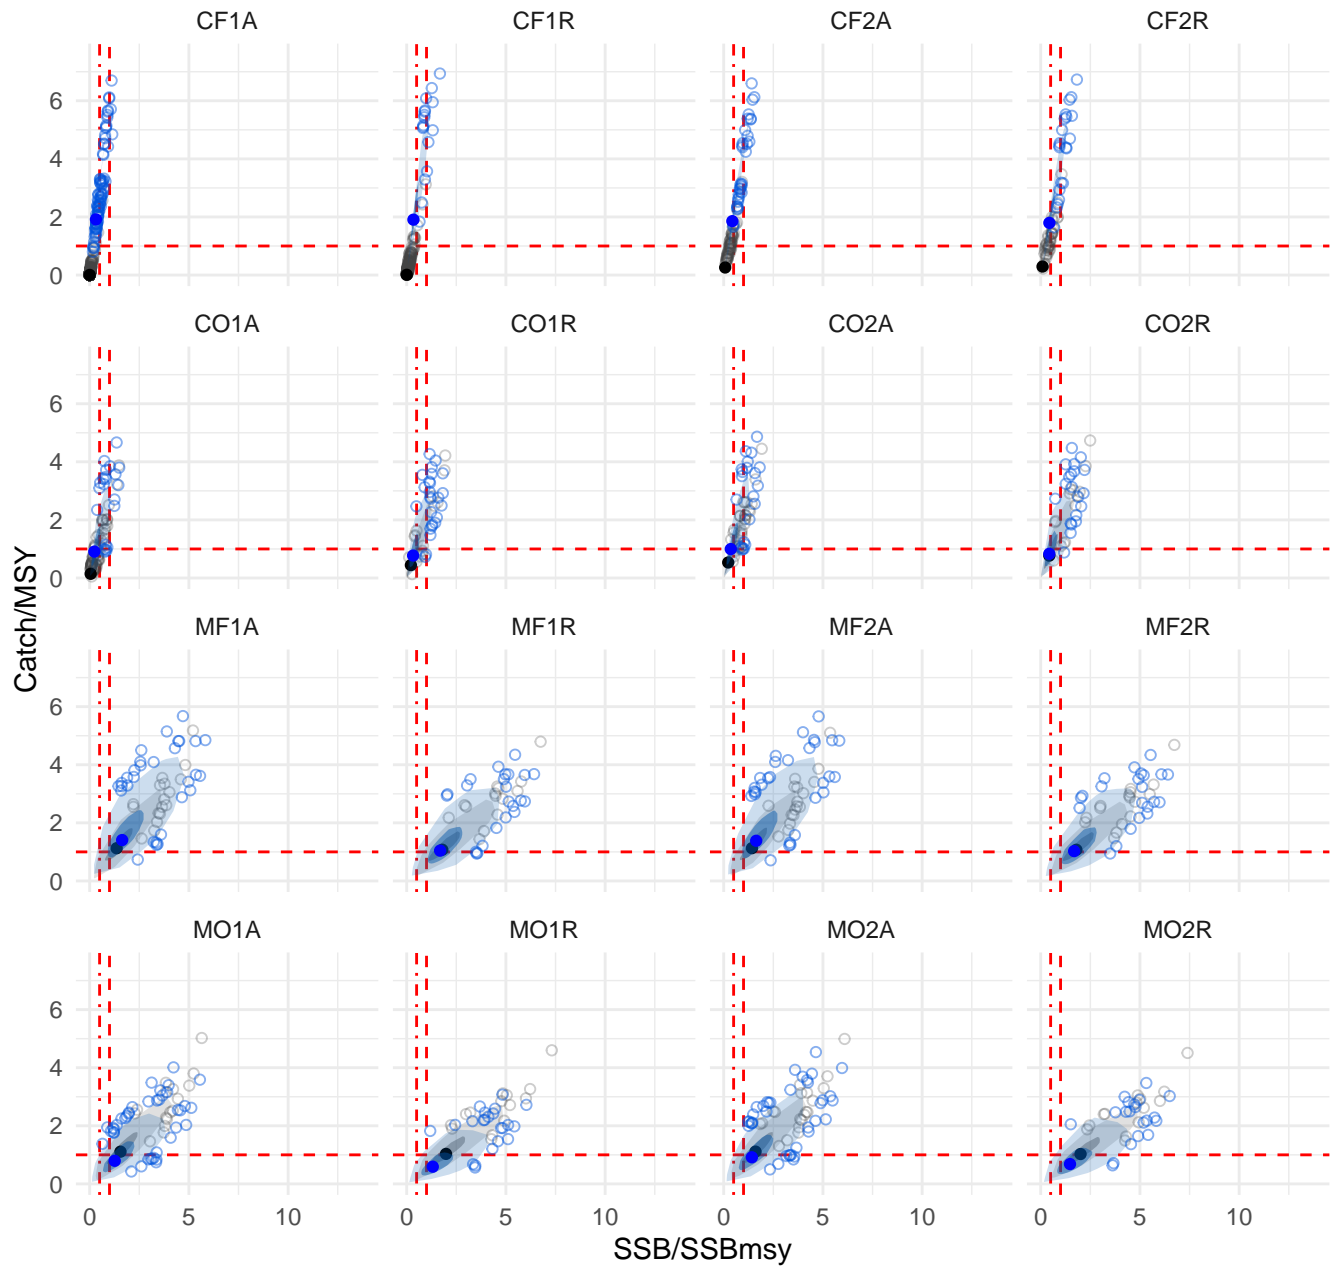 CF1A CF1R CF2A CF2R
6
4
2
0
CO1A CO1R CO2A CO2R
6
4
2
0
Catch/MSY
MF1A MF1R MF2A MF2R
6
4
2
0
MO1A MO1R MO2A MO2R
6
4
2
0
0 5 10 0 5 10 0 5 10 0 5 10
SSB/SSBmsy